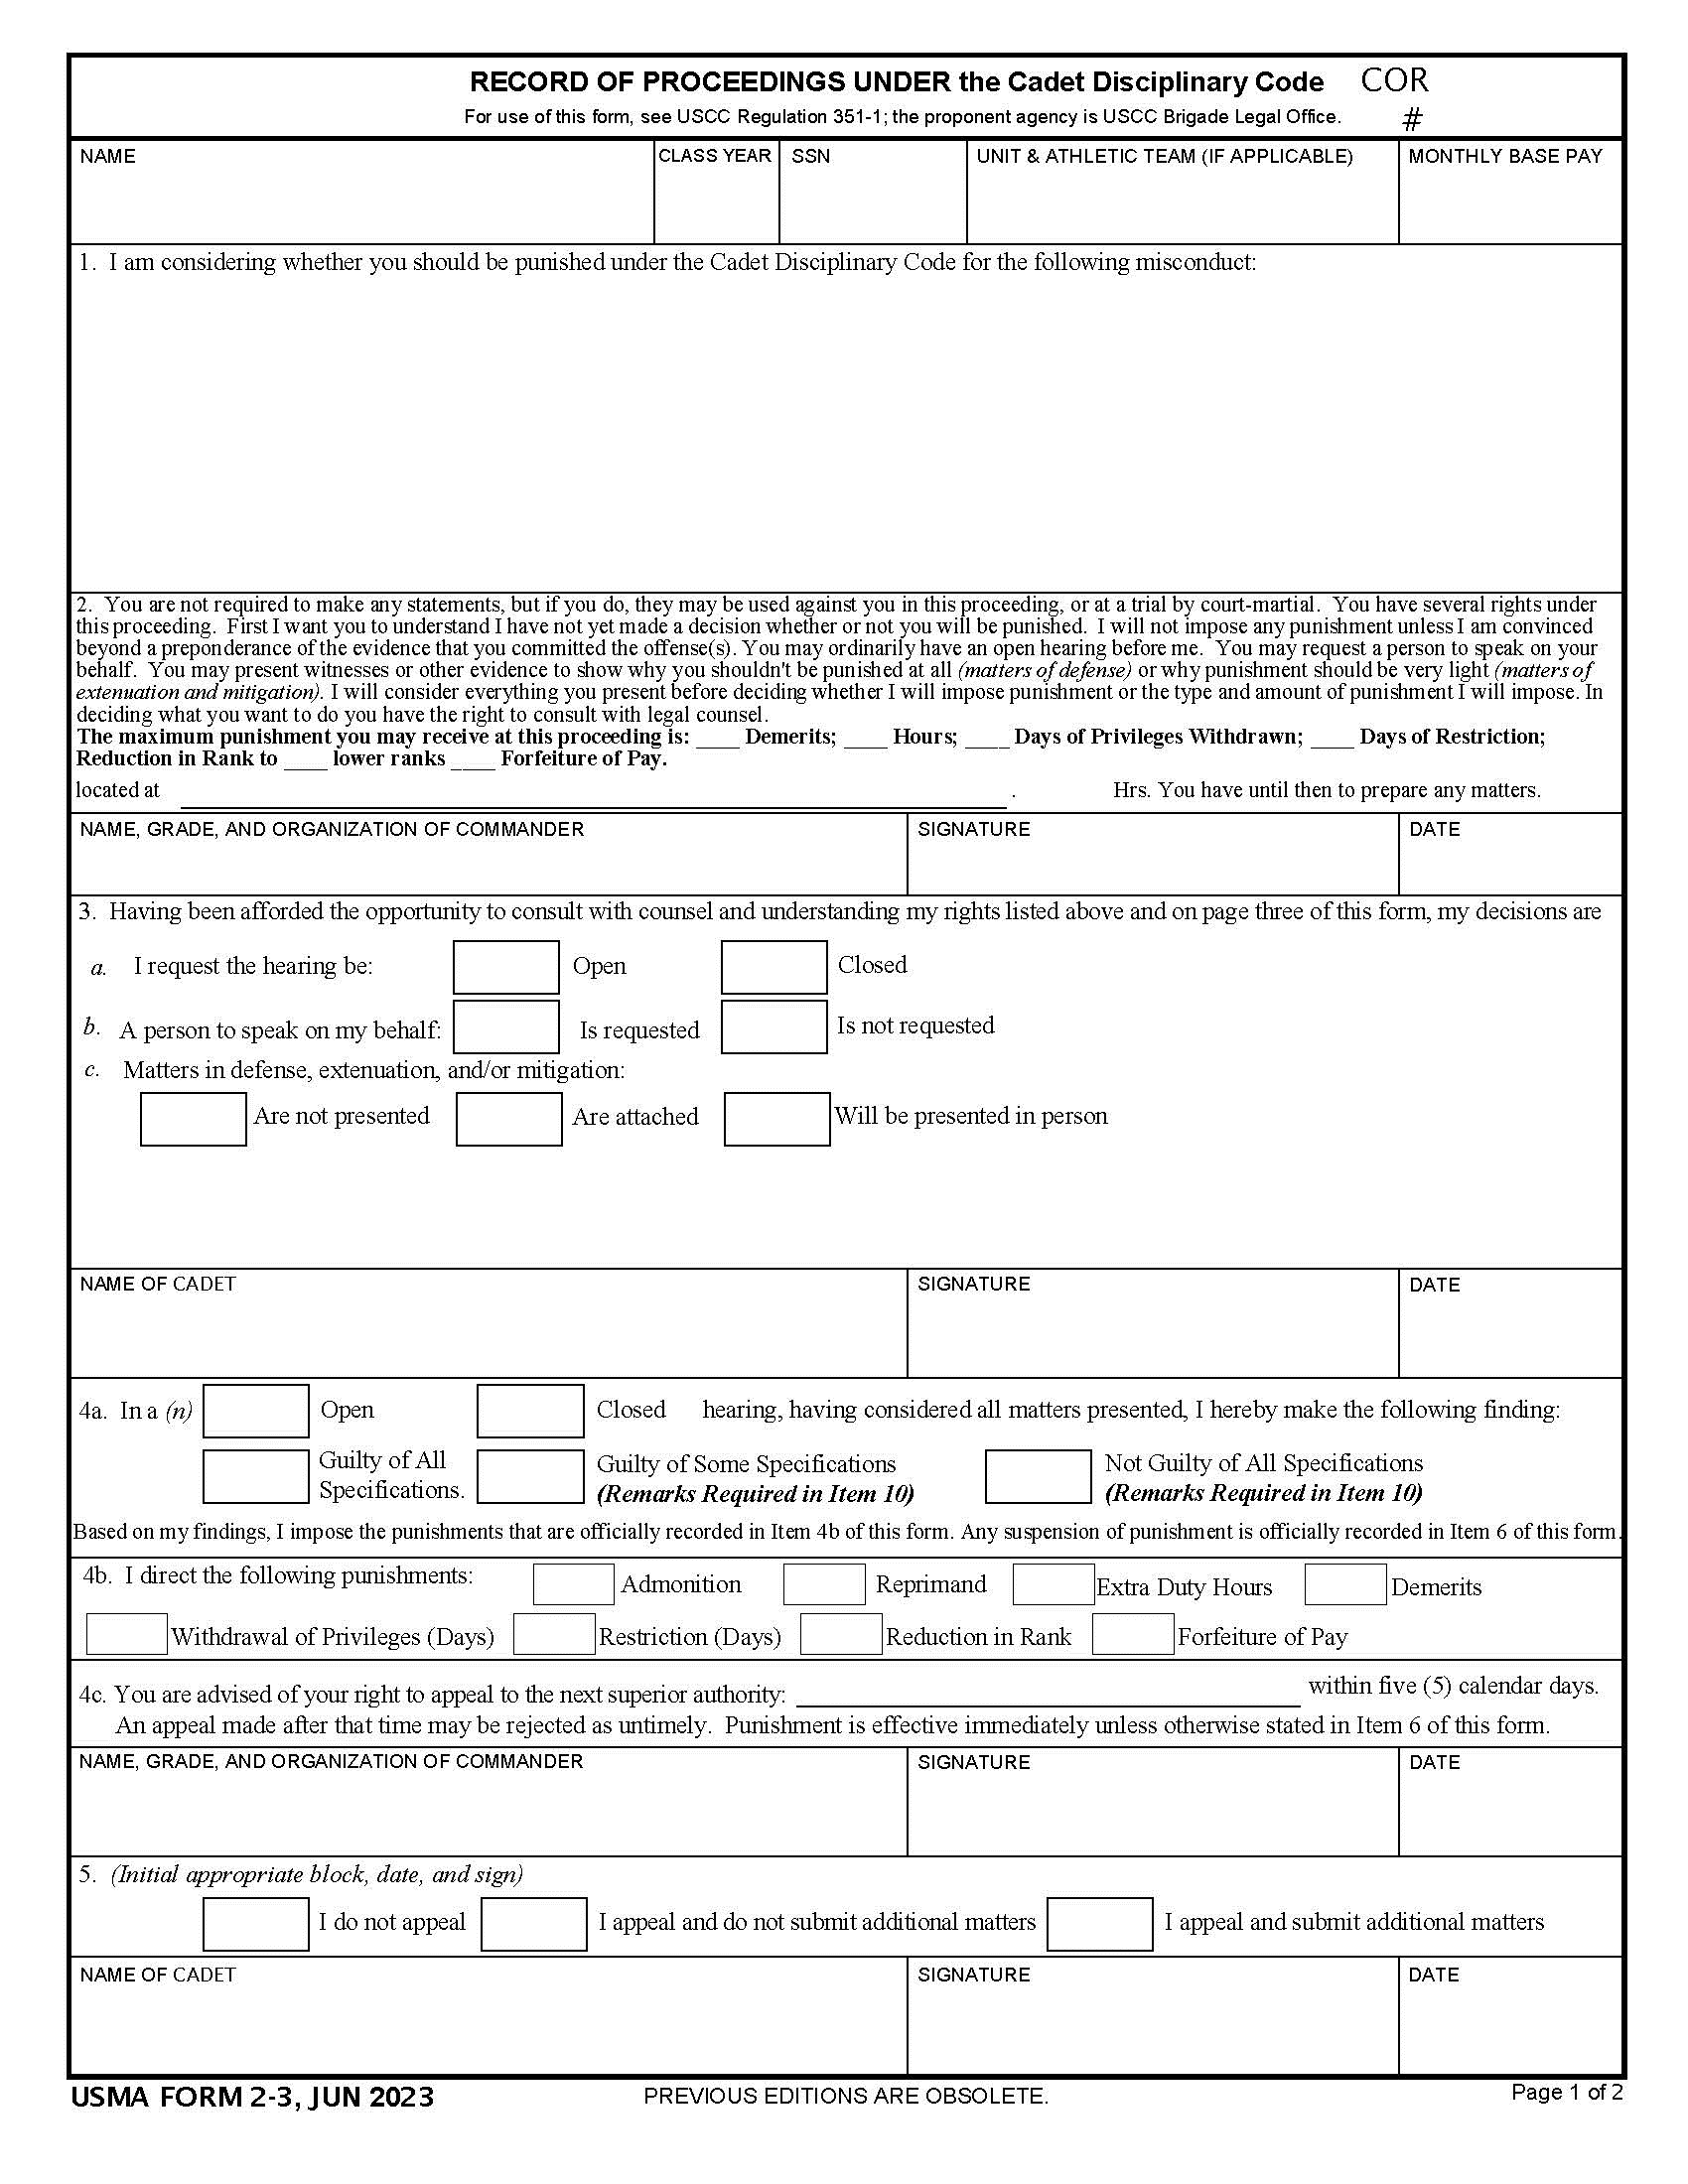 RECORD OF PROCEEDINGS UNDER the Cadet Disciplinary Code COR
For use of this form, see USCC Regulation 351-1; the proponent agency is USCC Brigade Legal Office. #
NAME CLASS YEAR SSN UNIT & ATHLETIC TEAM (IF APPLICABLE) MONTHLY BASE PAY
1. I am considering whether you should be punished under the Cadet Disciplinary Code for the following misconduct:
2. You are not required to make any statements, but if you do, they may be used against you in this proceeding, or at a trial by court-martial. You have several rights under
this proceeding. First I want you to understand I have not yet made a decision whether or not you will be punished. I will not impose any punishment unless I am convinced
beyond a preponderance of the evidence that you committed the offense(s). You may ordinarily have an open hearing before me. You may request a person to speak on your
behalf. You may present witnesses or other evidence to show why you shouldn't be punished at all (matters of defense) or why punishment should be very light (matters of
extenuation and mitigation). I will consider everything you present before deciding whether I will impose punishment or the type and amount of punishment I will impose. In
deciding what you want to do you have the right to consult with legal counsel.
The maximum punishment you may receive at this proceeding is: ____ Demerits; ____ Hours; ____ Days of Privileges Withdrawn; ____ Days of Restriction;
Reduction in Rank to ____ lower ranks ____ Forfeiture of Pay.
located at ____ . Hrs. You have until then to prepare any matters.
NAME, GRADE, AND ORGANIZATION OF COMMANDER SIGNATURE DATE
3. Having been afforded the opportunity to consult with counsel and understanding my rights listed above and on page three of this form, my decisions are
a. I request the hearing be: Open Closed
b. A person to speak on my behalf: Is requested Is not requested
c. Matters in defense, extenuation, and/or mitigation:
Are not presented Are attached Will be presented in person
NAME OF CADET SIGNATURE DATE
4a. In a (n) Open Closed hearing, having considered all matters presented, I hereby make the following finding:
Guilty of All Guilty of Some Specifications Not Guilty of All Specifications
Specifications. (Remarks Required in Item 10) (Remarks Required in Item 10)
Based on my findings, I impose the punishments that are officially recorded in Item 4b of this form. Any suspension of punishment is officially recorded in Item 6 of this form.
4b. I direct the following punishments: Admonition Reprimand Extra Duty Hours Demerits
Withdrawal of Privileges (Days) Restriction (Days) Reduction in Rank Forfeiture of Pay
4c. You are advised of your right to appeal to the next superior authority: ____ within five (5) calendar days.
An appeal made after that time may be rejected as untimely. Punishment is effective immediately unless otherwise stated in Item 6 of this form.
NAME, GRADE, AND ORGANIZATION OF COMMANDER SIGNATURE DATE
5. (Initial appropriate block, date, and sign)
I do not appeal I appeal and do not submit additional matters I appeal and submit additional matters
NAME OF CADET SIGNATURE DATE
USMA FORM 2-3, JUN 2023 PREVIOUS EDITIONS ARE OBSOLETE. Page 1 of 2